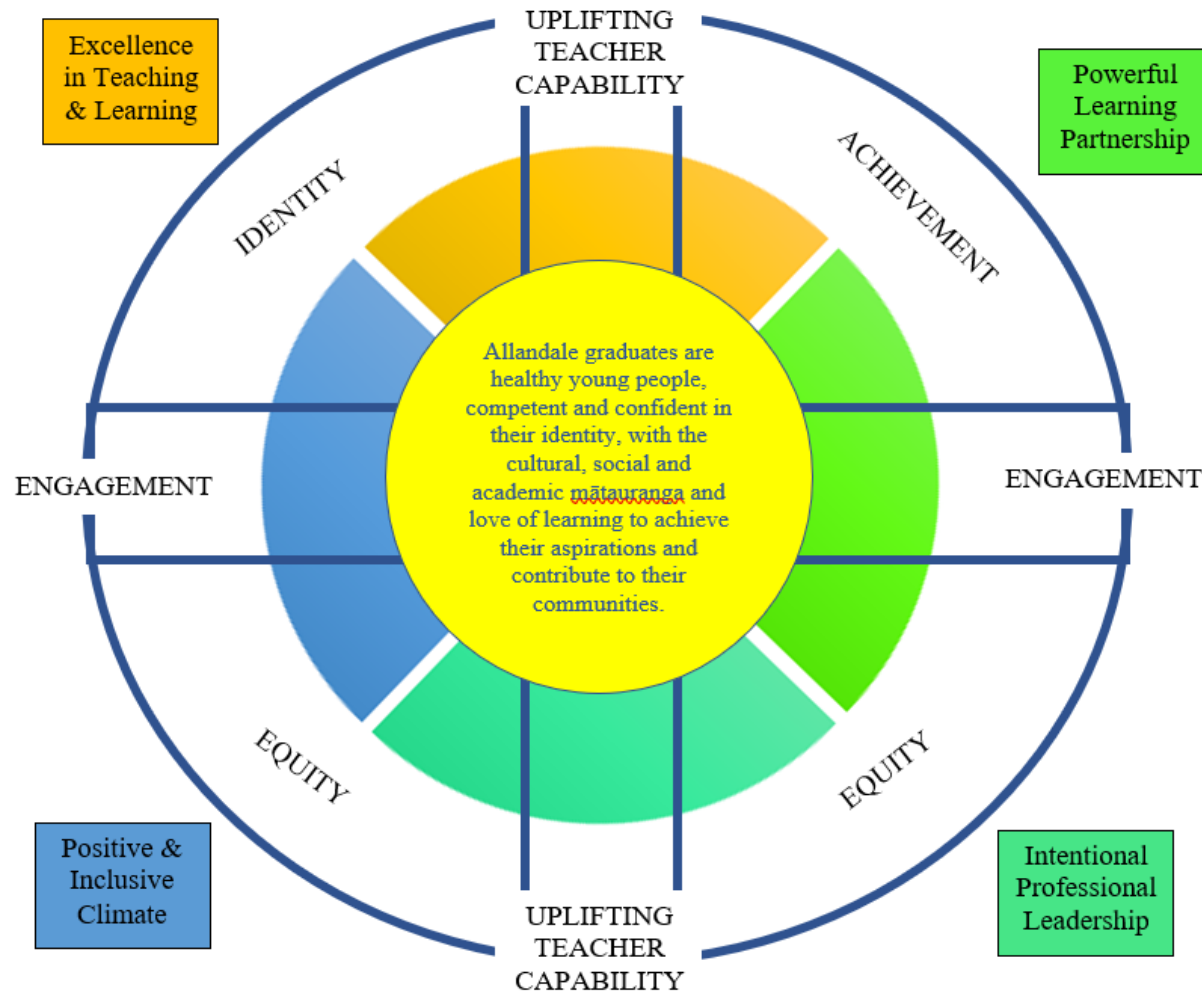 UPLIFTING
TEACHER
CAPABILITY
Excellence
in Teaching
& Learning
Powerful
Learning
Partnership
IDENTITY
ACHIEVEMENT
Allandale graduates are
healthy young people,
competent and confident in
their identity, with the
cultural, social and
academic mātauranga and
love of learning to achieve
their aspirations and
contribute to their
communities.
ENGAGEMENT
ENGAGEMENT
EQUITY
EQUITY
Positive &
Inclusive
Climate
Intentional
Professional
Leadership
UPLIFTING
TEACHER
CAPABILITY